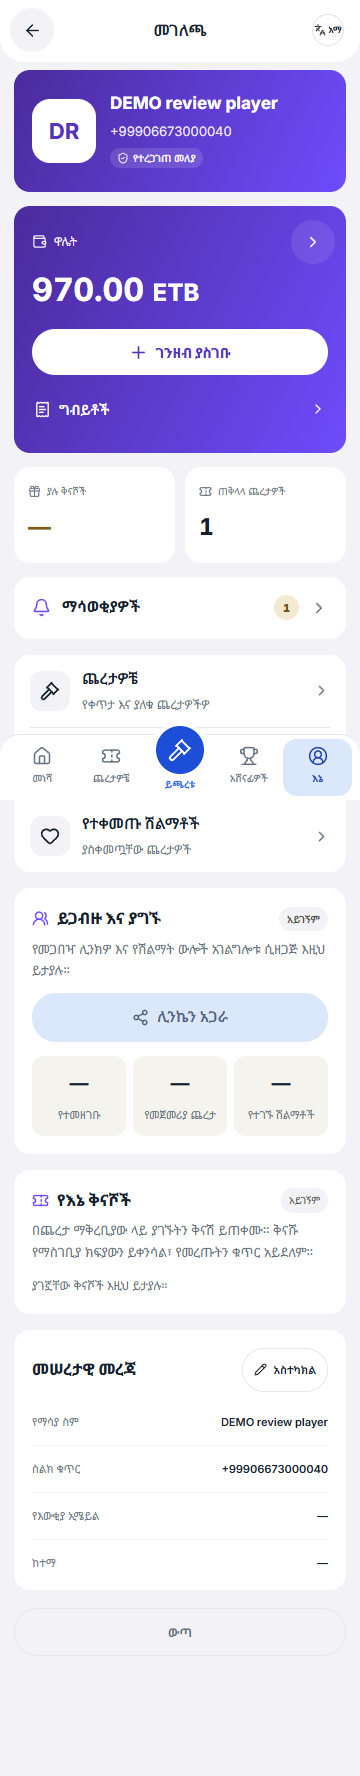 መገለጫ
አማ
DR
DEMO review player
+99906673000040
የተረጋገጠ መለያ
ዋሌት
970.00 ETB
ገንዘብ ያስገቡ
ግብይቶች
ያሉ ቅናሾች
ጠቅላላ ጨረታዎች
—
1
ማሳወቂያዎች
1
ጨረታዎቼ
የቀጥታ እና ያለቁ ጨረታዎችዎ
መነሻ
ጨረታዎቼ
ይጫረቱ
አሸናፊዎች
እኔ
የተቀመጡ ሽልማቶች
ያስቀመጧቸው ጨረታዎች
ይጋብዙ እና ያግኙ
አይገኝም
የመጋበዣ ሊንክዎ እና የሽልማት ውሎች አገልግሎቱ ሲዘጋጅ እዚህ
ይታያሉ።
ሊንኬን አጋራ
—
—
—
የተመዘገቡ
የመጀመሪያ ጨረታ
የተገኙ ሽልማቶች
የእኔ ቅናሾች
አይገኝም
በጨረታ ማቅረቢያው ላይ ያገኙትን ቅናሽ ይጠቀሙ። ቅናሹ
የማስገቢያ ክፍያውን ይቀንሳል፣ የመረጡትን ቁጥር አይደለም።
ያገኟቸው ቅናሾች እዚህ ይታያሉ።
መሠረታዊ መረጃ
አስተካክል
የማሳያ ስም
DEMO review player
ስልክ ቁጥር
+99906673000040
የእውቂያ ኢሜይል
—
ከተማ
—
ውጣ